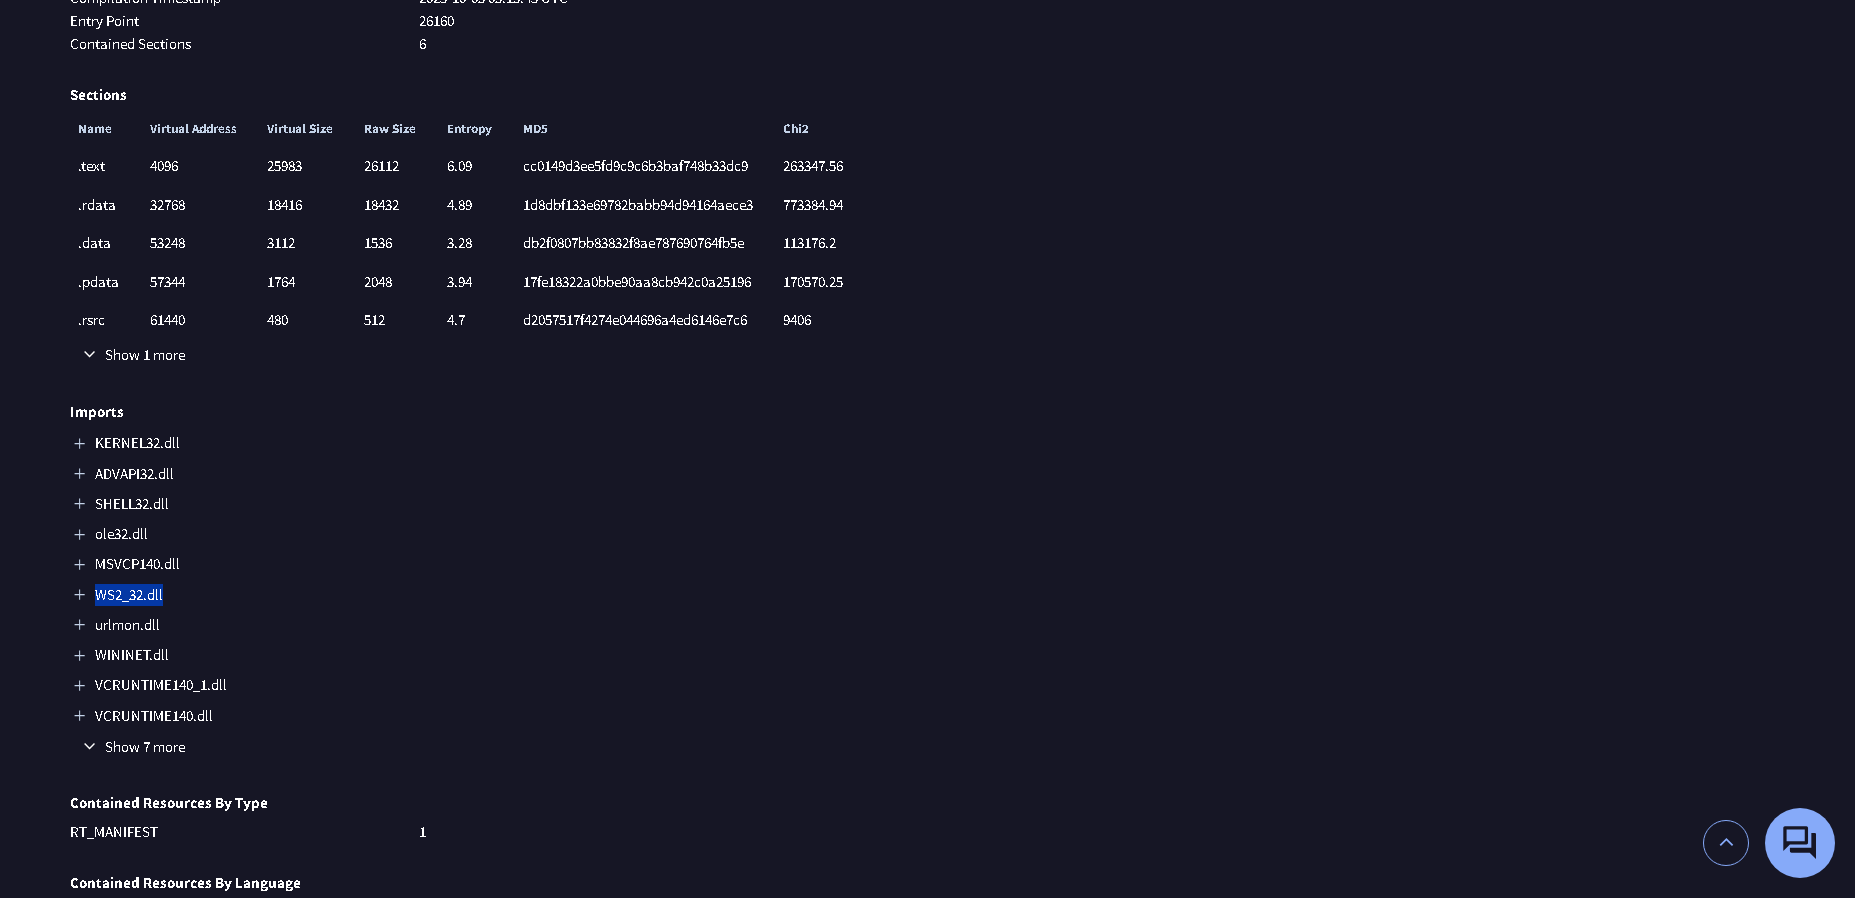 Entry Point 26160
Contained Sections 6
Sections
Name Virtual Address Virtual Size Raw Size Entropy MD5 Chi2
.text 4096 25983 26112 6.09 cc0149d3ee5fd9c9c6b3baf748b33dc9 263347.56
.rdata 32768 18416 18432 4.89 1d8dbf133e69782babb94d94164aece3 773384.94
.data 53248 3112 1536 3.28 db2f0807bb83832f8ae787690764fb5e 113176.2
.pdata 57344 1764 2048 3.94 17fe18322a0bbe90aa8cb942c0a25196 170570.25
.rsrc 61440 480 512 4.7 d2057517f4274e044696a4ed6146e7c6 9406
Show 1 more
Imports
KERNEL32.dll
ADVAPI32.dll
SHELL32.dll
ole32.dll
MSVCP140.dll
WS2_32.dll
urlmon.dll
WININET.dll
VCRUNTIME140_1.dll
VCRUNTIME140.dll
Show 7 more
Contained Resources By Type
RT_MANIFEST 1
Contained Resources By Language